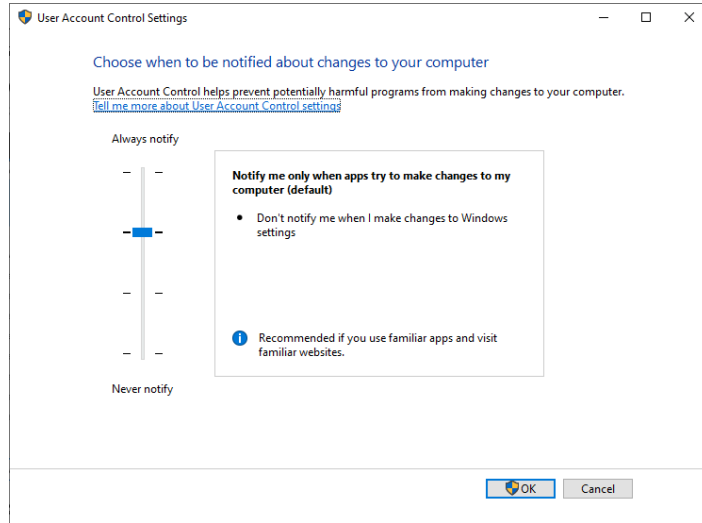 User Account Control Settings
Choose when to be notified about changes to your computer
User Account Control helps prevent potentially harmful programs from making changes to your computer.
Tell me more about User Account Control settings
Always notify
Notify me only when apps try to make changes to my
computer (default)
Don't notify me when I make changes to Windows
settings
Recommended if you use familiar apps and visit
familiar websites.
Never notify
OK
Cancel